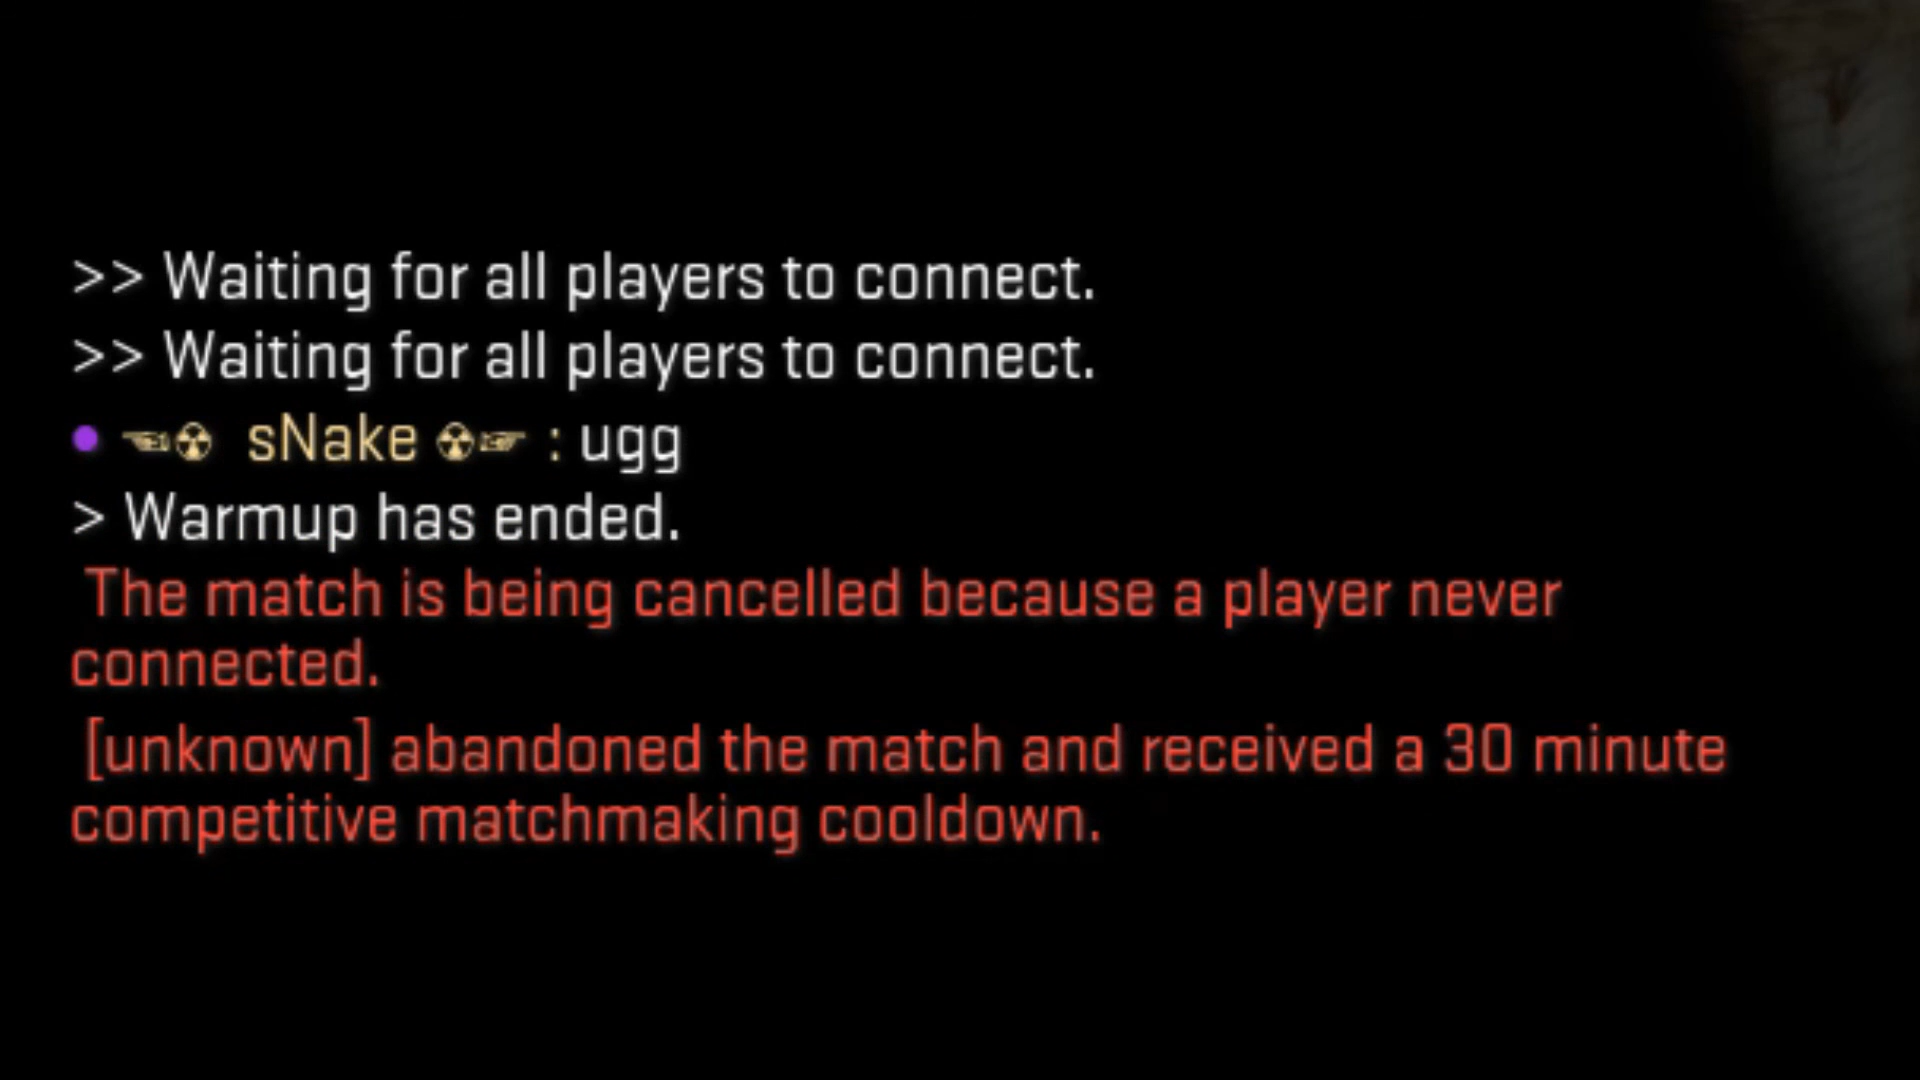 >> Waiting for all players to connect.
>> Waiting for all players to connect.
● ☜☢ sNake ☢☞ : ugg
> Warmup has ended.
The match is being cancelled because a player never
connected.
[unknown] abandoned the match and received a 30 minute
competitive matchmaking cooldown.